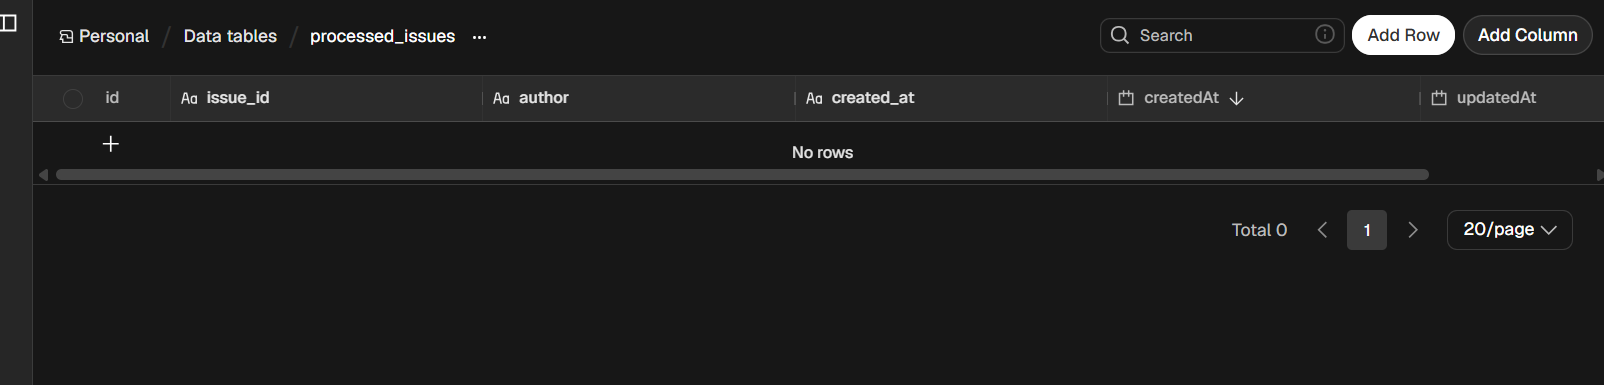 Personal / Data tables / processed_issues ...
Search
Add Row
Add Column
id
Aa issue_id
Aa author
Aa created_at
createdAt
updatedAt
No rows
Total 0
1
20/page